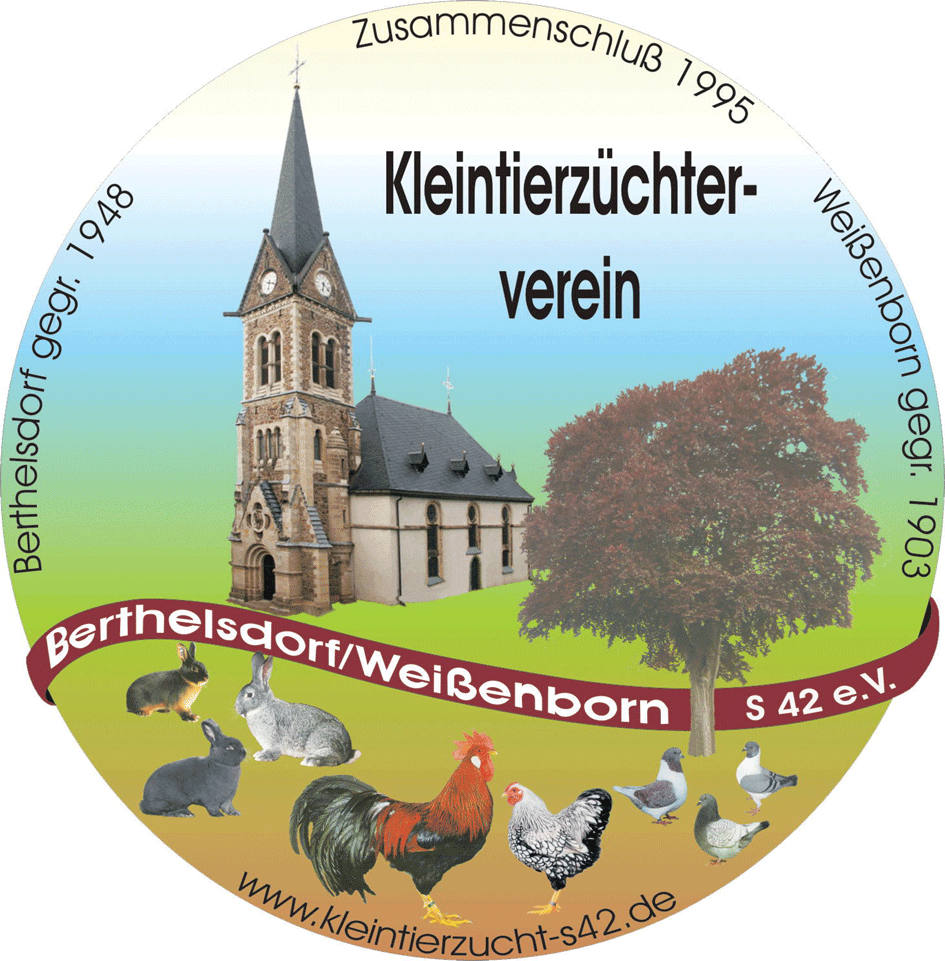 Zusammenschluß 1995
Kleintierzüchter-
verein
Berthelsdorf gegr. 1948
Weißenborn gegr. 1903
Berthelsdorf/Weißenborn S 42 e.V.
www.kleintierzucht-s42.de